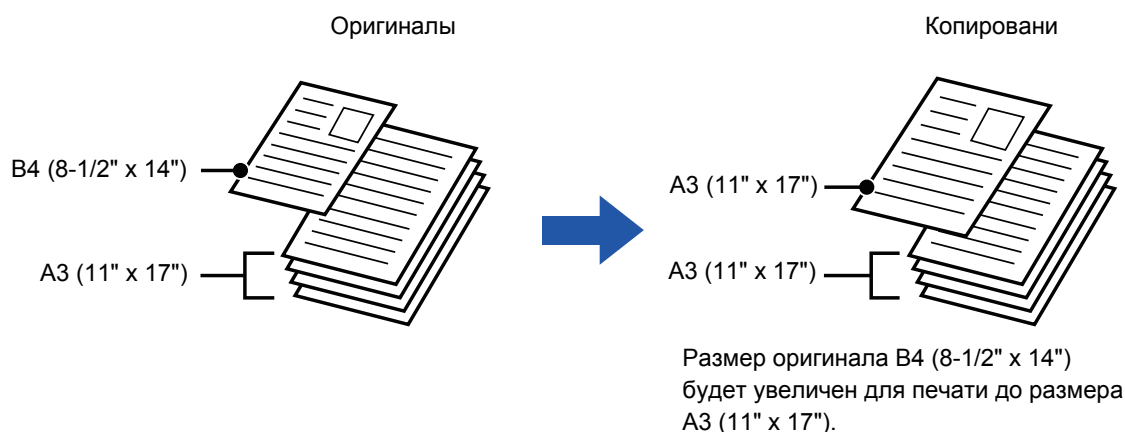 Оригиналы
Копировани
B4 (8-1/2" x 14")
A3 (11" x 17")
A3 (11" x 17")
A3 (11" x 17")
Размер оригинала B4 (8-1/2" x 14")
будет увеличен для печати до размера
A3 (11" x 17").